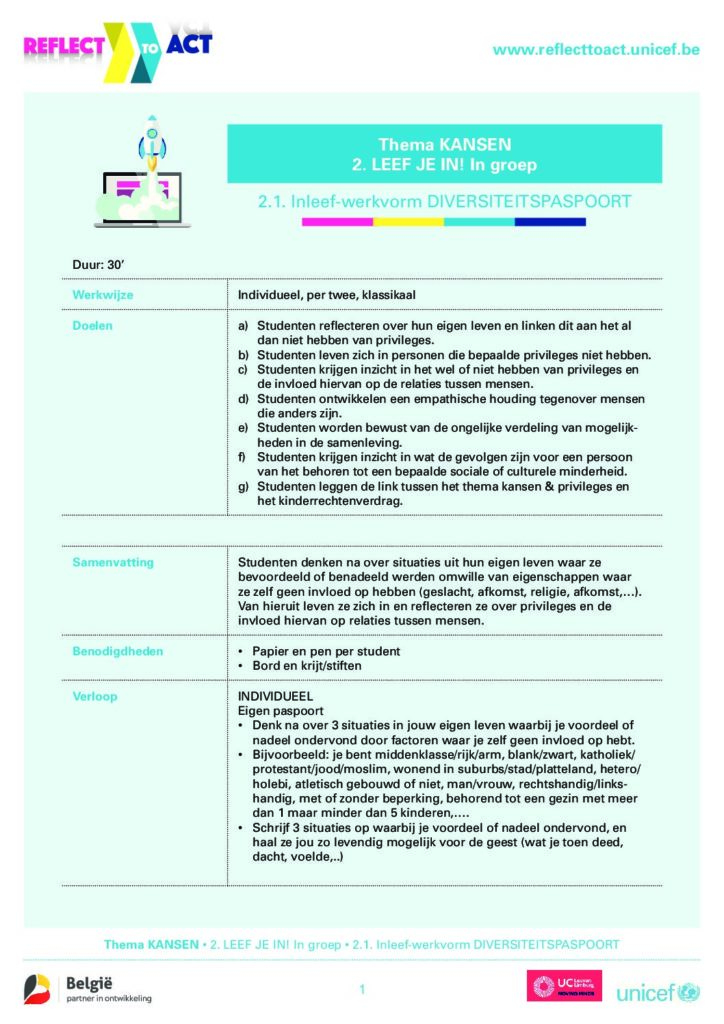 REFLECT TO ACT
www.reflecttoact.unicef.be
Thema KANSEN
2. LEEF JE IN! In groep
2.1. Inleef-werkvorm DIVERSITEITSPASPOORT
Duur: 30’
Werkwijze
Individueel, per twee, klassikaal
Doelen
a) Studenten reflecteren over hun eigen leven en linken dit aan het al
dan niet hebben van privileges.
b) Studenten leven zich in personen die bepaalde privileges niet hebben.
c) Studenten krijgen inzicht in het wel of niet hebben van privileges en
de invloed hiervan op de relaties tussen mensen.
d) Studenten ontwikkelen een empathische houding tegenover mensen
die anders zijn.
e) Studenten worden bewust van de ongelijke verdeling van mogelijk-
heden in de samenleving.
f) Studenten krijgen inzicht in wat de gevolgen zijn voor een persoon
van het behoren tot een bepaalde sociale of culturele minderheid.
g) Studenten leggen de link tussen het thema kansen & privileges en
het kinderrechtenverdrag.
Samenvatting
Studenten denken na over situaties uit hun eigen leven waar ze
bevoordeeld of benadeeld werden omwille van eigenschappen waar
ze zelf geen invloed op hebben (geslacht, afkomst, religie, afkomst,…).
Van hieruit leven ze zich in en reflecteren ze over privileges en de
invloed hiervan op relaties tussen mensen.
Benodigdheden
• Papier en pen per student
• Bord en krijt/stiften
Verloop
INDIVIDUEEL
Eigen paspoort
• Denk na over 3 situaties in jouw eigen leven waarbij je voordeel of
nadeel ondervond door factoren waar je zelf geen invloed op hebt.
• Bijvoorbeeld: je bent middenklasse/rijk/arm, blank/zwart, katholiek/
protestant/jood/moslim, wonend in suburbs/stad/platteland, hetero/
holebi, atletisch gebouwd of niet, man/vrouw, rechtshandig/links-
handig, met of zonder beperking, behorend tot een gezin met meer
dan 1 maar minder dan 5 kinderen,….
• Schrijf 3 situaties op waarbij je voordeel of nadeel ondervond, en
haal ze jou zo levendig mogelijk voor de geest (wat je toen deed,
dacht, voelde,..)
Thema KANSEN • 2. LEEF JE IN! In groep • 2.1. Inleef-werkvorm DIVERSITEITSPASPOORT
België
partner in ontwikkeling
1
UC Leuven
Limburg
unicef